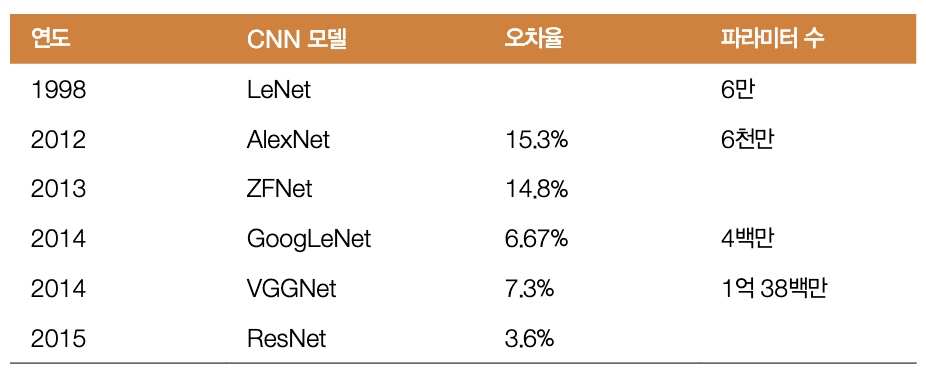 연도 CNN 모델 오차율 파라미터 수
1998 LeNet 6만
2012 AlexNet 15.3% 6천만
2013 ZFNet 14.8%
2014 GoogLeNet 6.67% 4백만
2014 VGGNet 7.3% 1억 38백만
2015 ResNet 3.6%